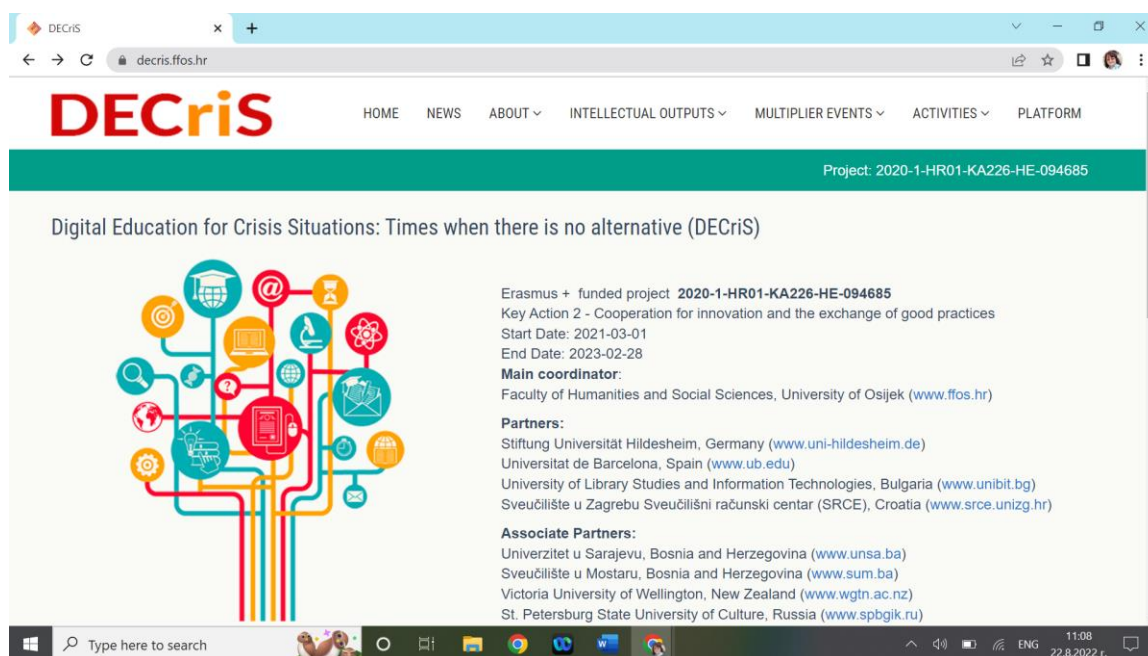 DECriS
decris.ffos.hr
DECriS
HOME NEWS ABOUT INTELLECTUAL OUTPUTS MULTIPLIER EVENTS ACTIVITIES PLATFORM
Project: 2020-1-HR01-KA226-HE-094685
Digital Education for Crisis Situations: Times when there is no alternative (DECriS)
Erasmus + funded project 2020-1-HR01-KA226-HE-094685
Key Action 2 - Cooperation for innovation and the exchange of good practices
Start Date: 2021-03-01
End Date: 2023-02-28
Main coordinator:
Faculty of Humanities and Social Sciences, University of Osijek (www.ffos.hr)
Partners:
Stiftung Universität Hildesheim, Germany (www.uni-hildesheim.de)
Universitat de Barcelona, Spain (www.ub.edu)
University of Library Studies and Information Technologies, Bulgaria (www.unibit.bg)
Sveučilište u Zagrebu Sveučilišni računski centar (SRCE), Croatia (www.srce.unizg.hr)
Associate Partners:
Univerzitet u Sarajevu, Bosnia and Herzegovina (www.unsa.ba)
Sveučilište u Mostaru, Bosnia and Herzegovina (www.sum.ba)
Victoria University of Wellington, New Zealand (www.wgtn.ac.nz)
St. Petersburg State University of Culture, Russia (www.spbgik.ru)
Type here to search
ENG
11:08
22.8.2022 г.